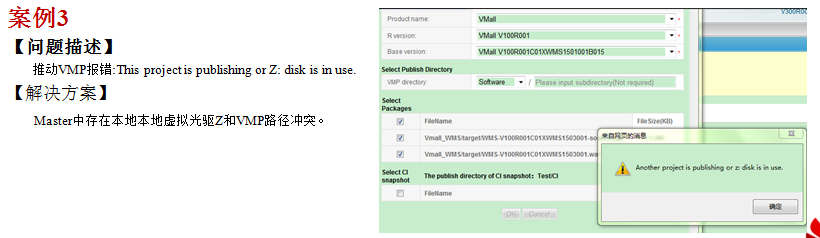 案例3
【问题描述】
推动VMP报错:This project is publishing or Z: disk is in use.
【解决方案】
Master中存在本地本地虚拟光驱Z和VMP路径冲突。
V300R00
Product name: VMall
R version: VMall V100R001
Base version: VMall V100R001C01XWMS1501001B015
Select Publish Directory
VMP directory: Software / Please input subdirectory(Not required)
Select Packages
FileName FileSize(KB)
Vmall_WMS/target/WMS-V100R001C01XWMS1503001-so
Vmall_WMS/target/WMS-V100R001C01XWMS1503001.wa
Select CI snapshot
The publish directory of CI snapshot: Test/CI
FileName
OK Cancel
来自网页的消息
Another project is publishing or z: disk is in use.
确定